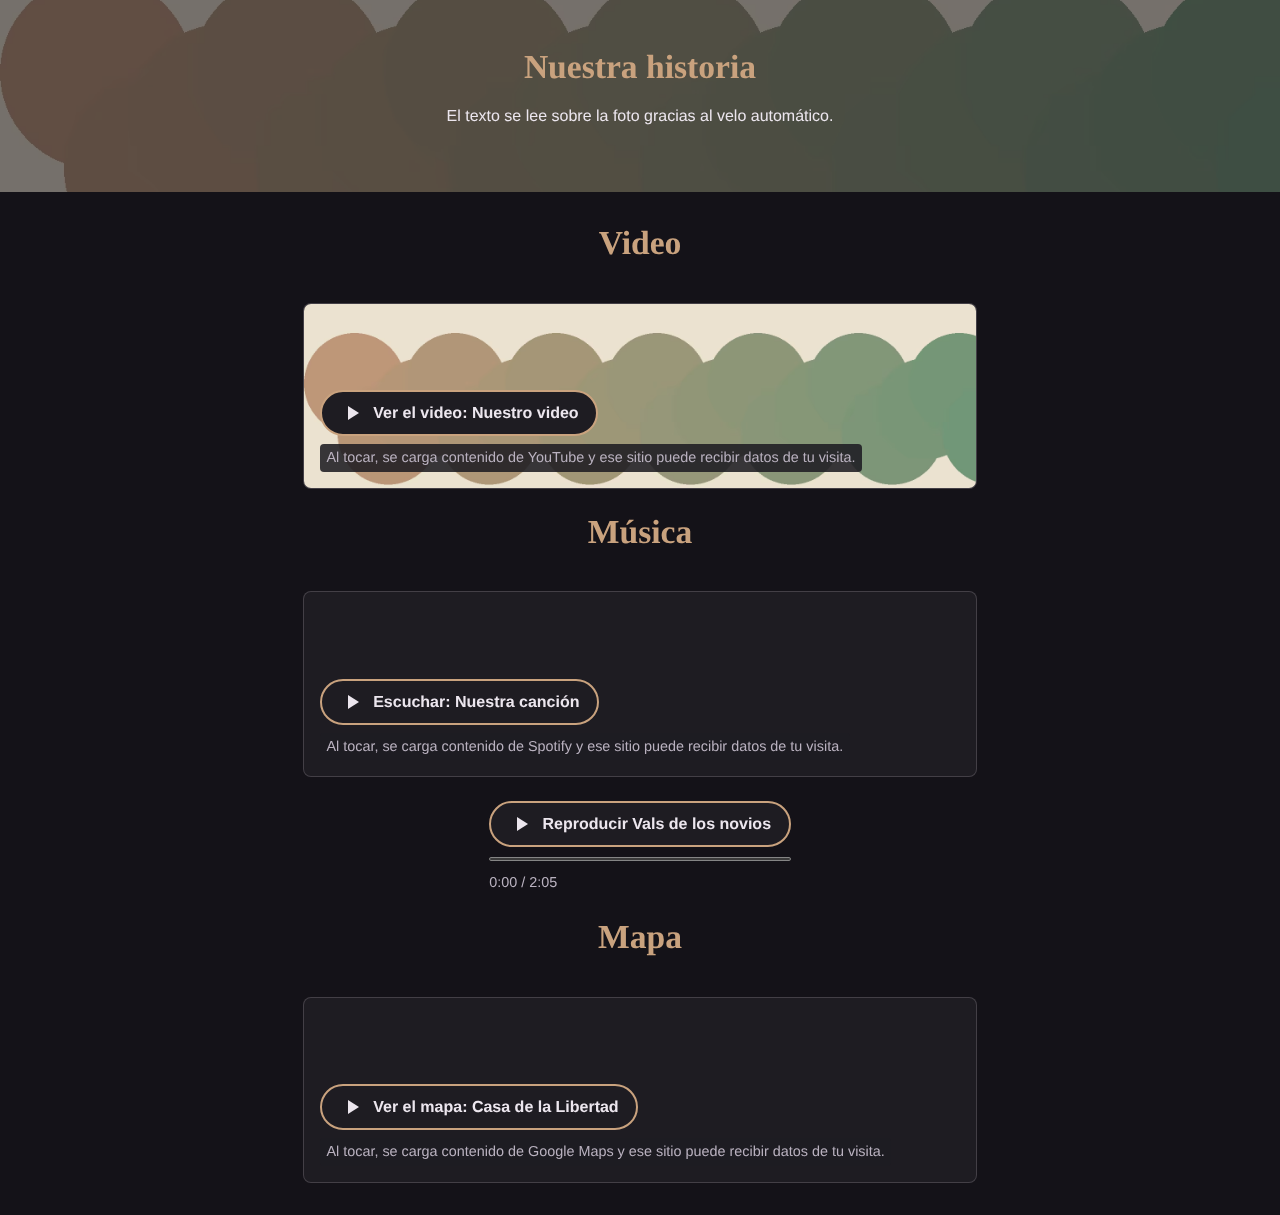 Nuestra historia
El texto se lee sobre la foto gracias al velo automático.
Video
Ver el video: Nuestro video
Al tocar, se carga contenido de YouTube y ese sitio puede recibir datos de tu visita.
Música
Escuchar: Nuestra canción
Al tocar, se carga contenido de Spotify y ese sitio puede recibir datos de tu visita.
Reproducir Vals de los novios
0:00 / 2:05
Mapa
Ver el mapa: Casa de la Libertad
Al tocar, se carga contenido de Google Maps y ese sitio puede recibir datos de tu visita.